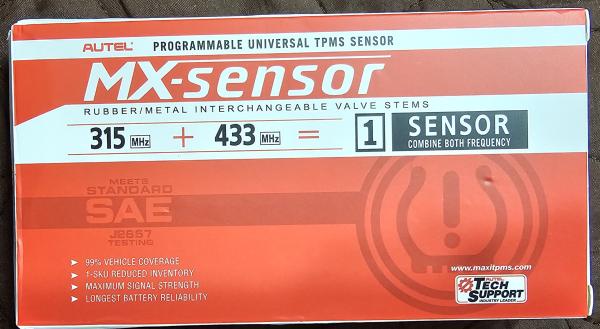 AUTEL® PROGRAMMABLE UNIVERSAL TPMS SENSOR
MX-sensor
RUBBER/METAL INTERCHANGEABLE VALVE STEMS
315 MHz + 433 MHz = 1 SENSOR
COMBINE BOTH FREQUENCY
MEETS
STANDARD
SAE
J2657
TESTING
99% VEHICLE COVERAGE
1-SKU REDUCED INVENTORY
MAXIMUM SIGNAL STRENGTH
LONGEST BATTERY RELIABILITY
www.maxitpms.com
AUTEL
TECH
SUPPORT
INDUSTRY LEADER